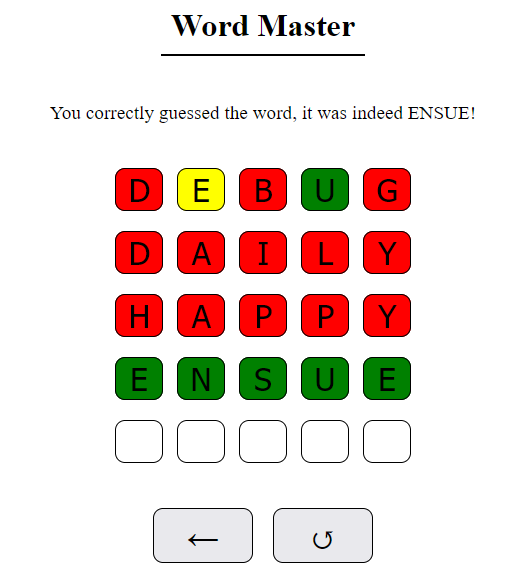 Word Master
You correctly guessed the word, it was indeed ENSUE!
D E B U G
D A I L Y
H A P P Y
E N S U E
← ↺